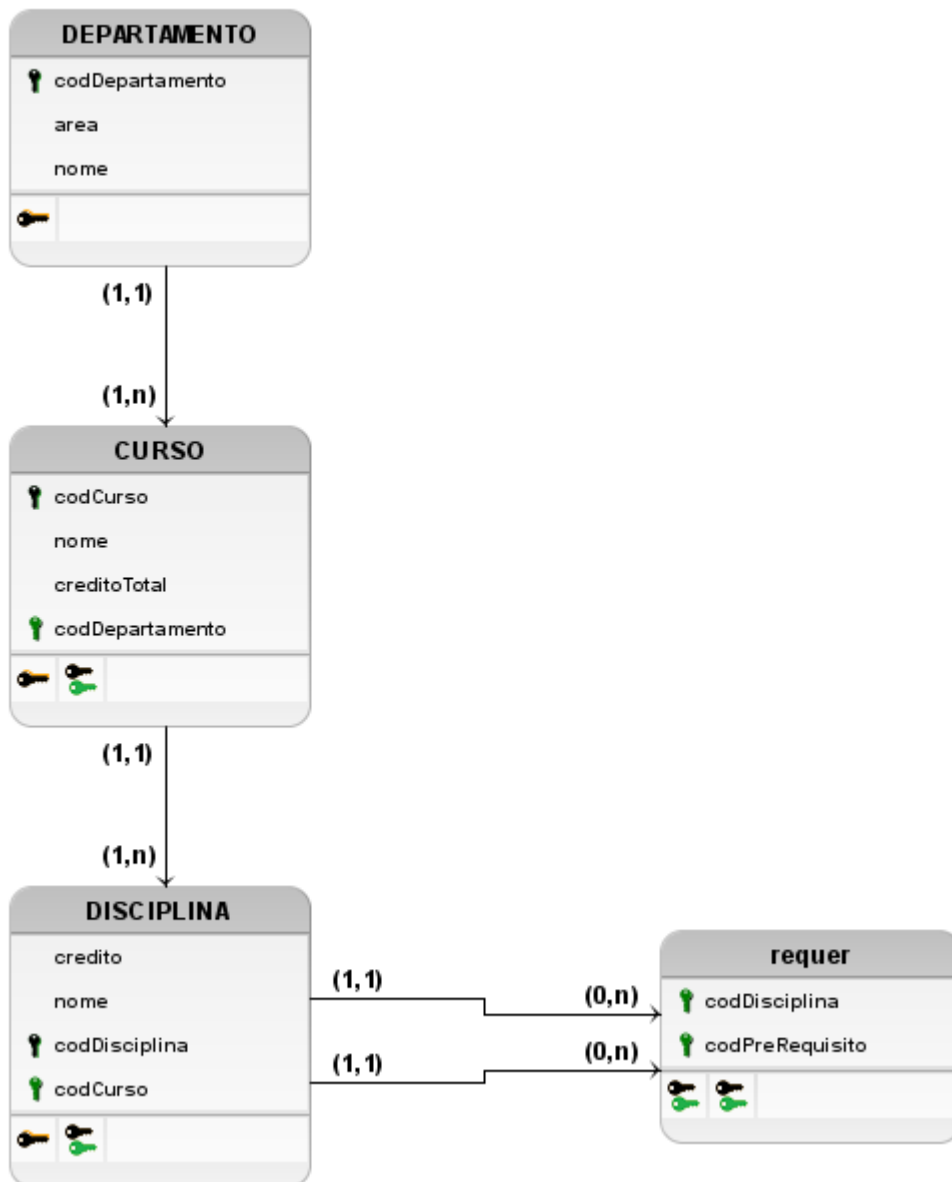 DEPARTAMENTO
codDepartamento
area
nome
(1,1)
(1,n)
CURSO
codCurso
nome
creditoTotal
codDepartamento
(1,1)
(1,n)
DISCIPLINA
credito
nome
codDisciplina
codCurso
(1,1)
(0,n)
(1,1)
(0,n)
requer
codDisciplina
codPreRequisito